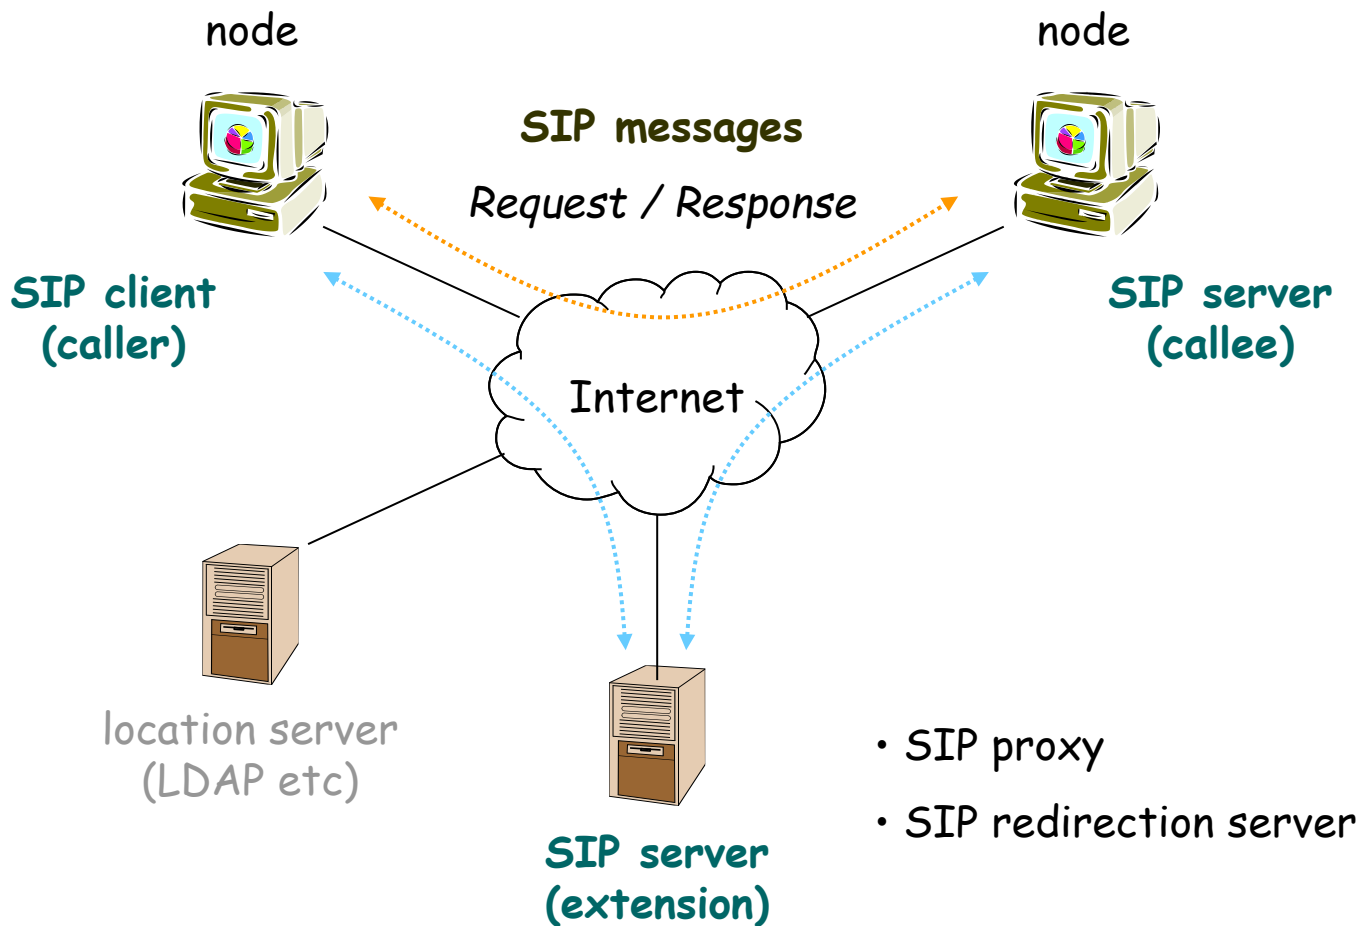 node
node
SIP messages
Request / Response
SIP client
(caller)
SIP server
(callee)
Internet
location server
(LDAP etc)
・SIP proxy
・SIP redirection server
SIP server
(extension)